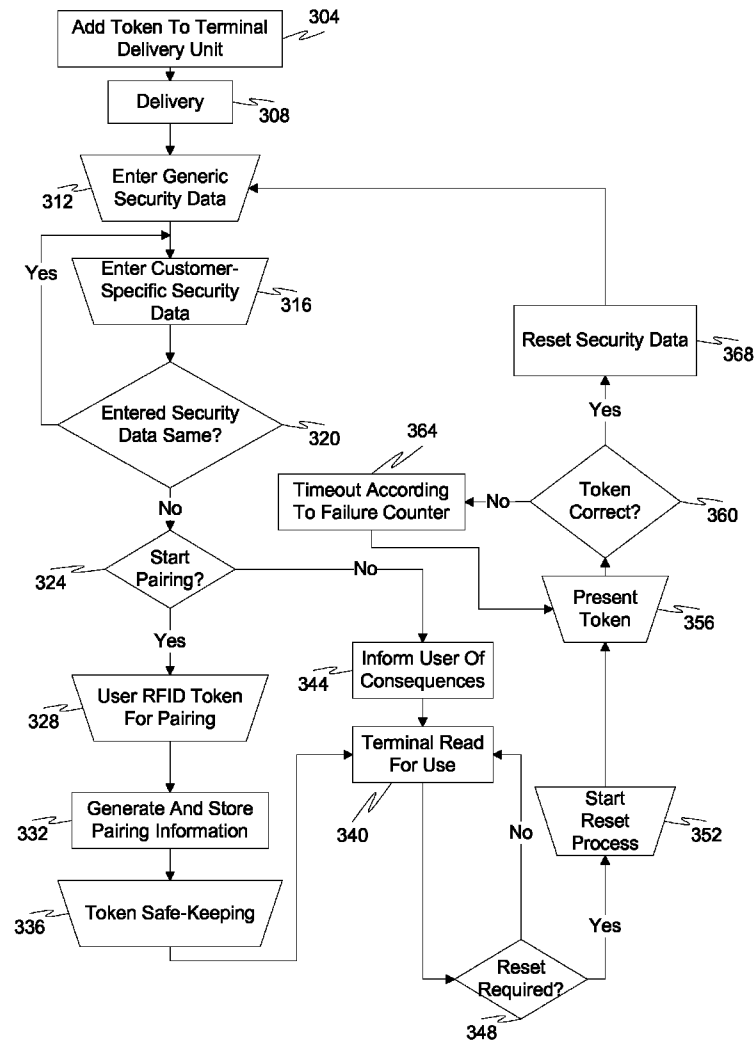 Add Token To Terminal
Delivery Unit
304
Delivery
308
Enter Generic
Security Data
312
Yes
Enter Customer-
Specific Security
Data
316
Entered Security
Data Same?
320
No
Start
Pairing?
324
No
Yes
User RFID Token
For Pairing
328
Generate And Store
Pairing Information
332
Token Safe-Keeping
336
Inform User Of
Consequences
344
Terminal Read
For Use
340
No
Reset
Required?
348
Yes
Start
Reset
Process
352
Present
Token
356
Token
Correct?
360
No
Timeout According
To Failure Counter
364
Yes
Reset Security Data
368